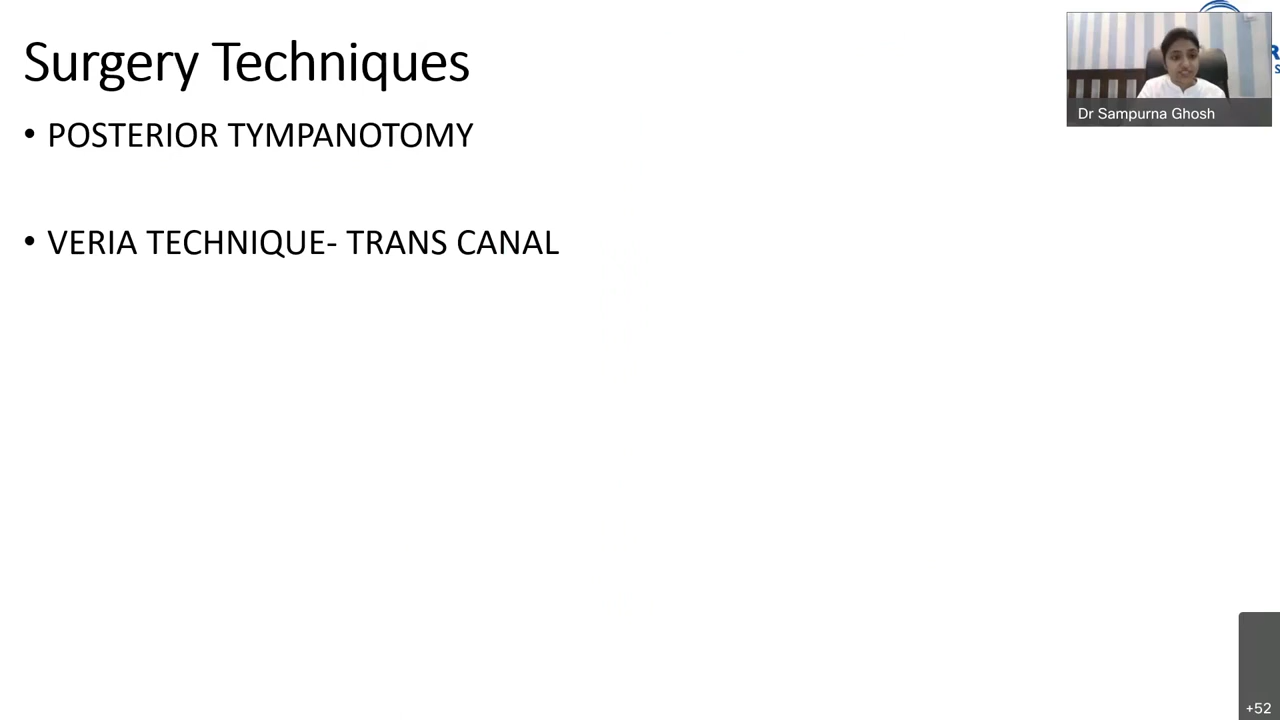 Surgery Techniques
• POSTERIOR TYMPANOTOMY
• VERIA TECHNIQUE- TRANS CANAL
Dr Sampurna Ghosh
R
S
+52